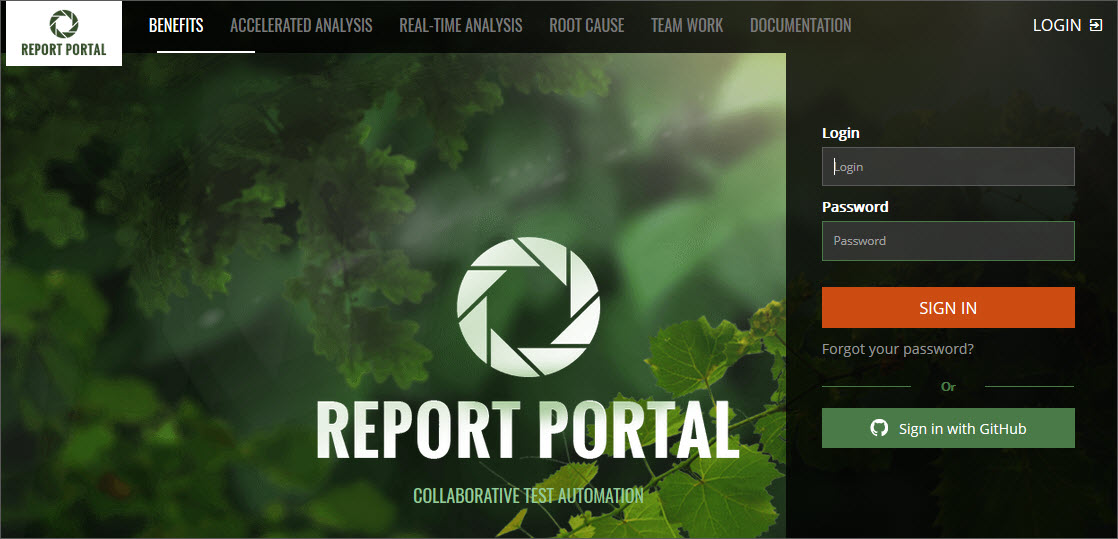 REPORT PORTAL
BENEFITS ACCELERATED ANALYSIS REAL-TIME ANALYSIS ROOT CAUSE TEAM WORK DOCUMENTATION LOGIN
REPORT PORTAL
COLLABORATIVE TEST AUTOMATION
Login
Login
Password
Password
SIGN IN
Forgot your password?
Or
Sign in with GitHub